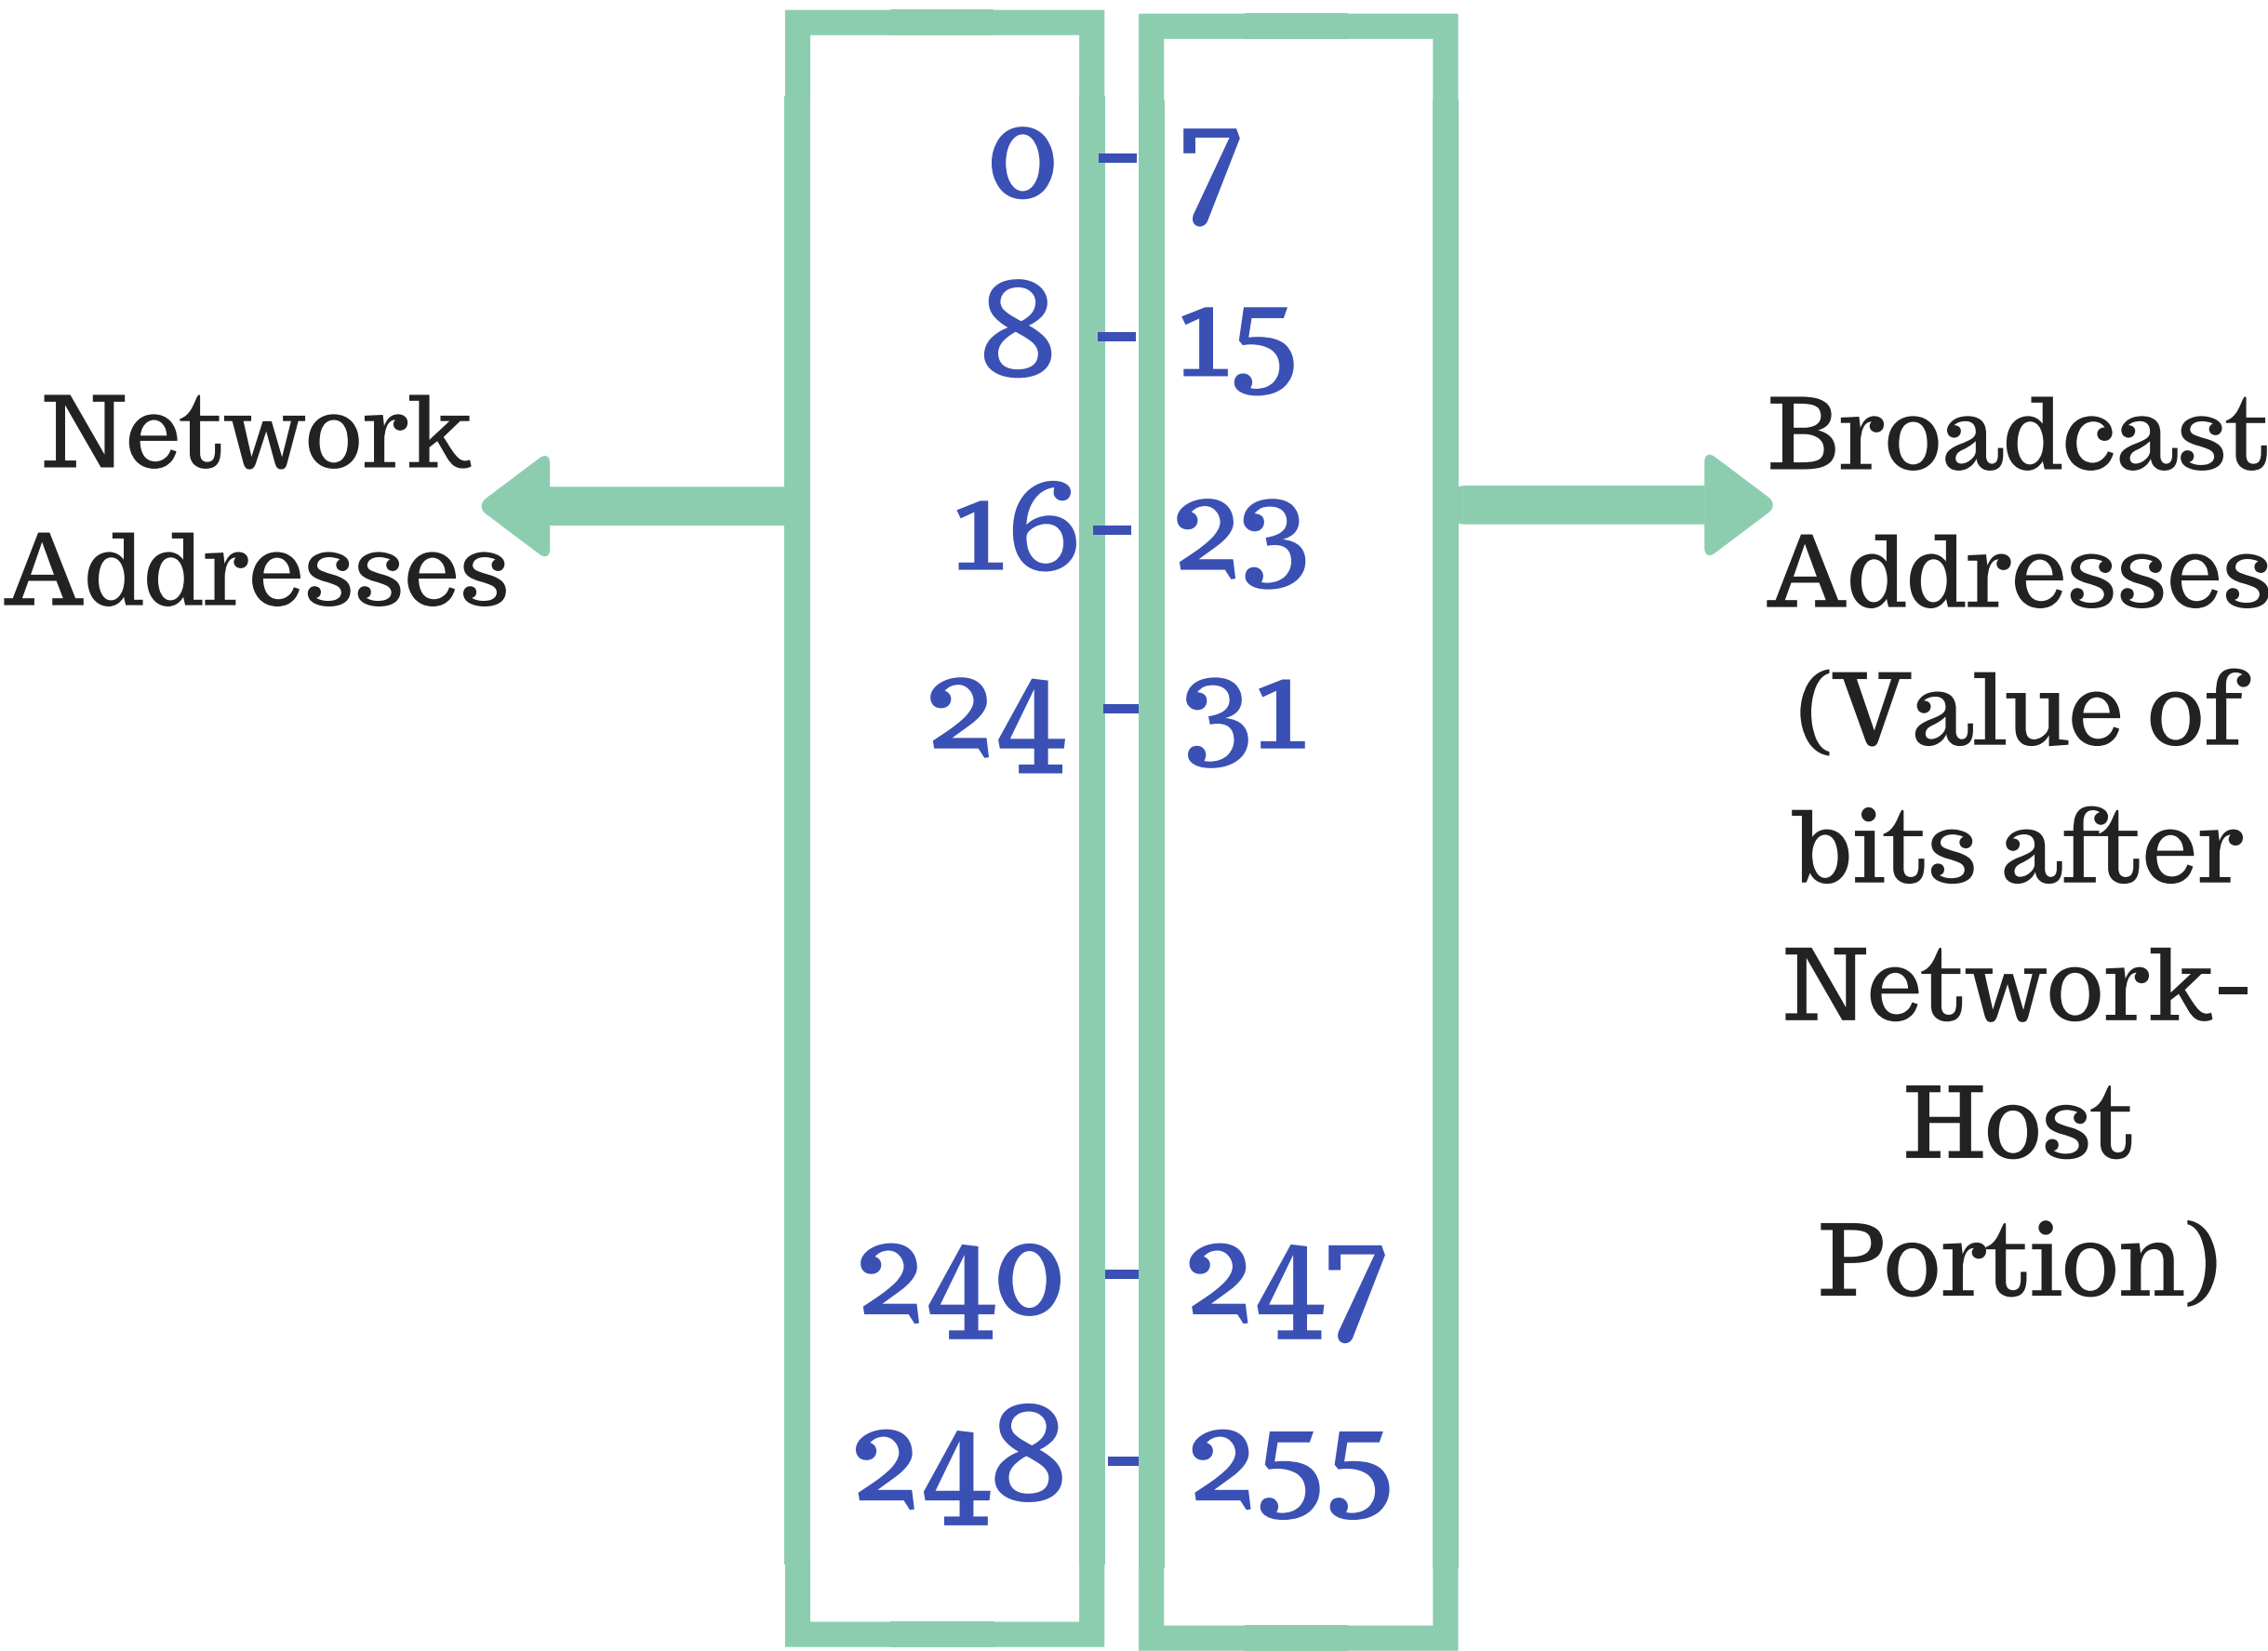 Network
Addresses
0 - 7
8 - 15
16 - 23
24 - 31
240 - 247
248 - 255
Broadcast
Addresses
(Value of
bits after
Network-
Host
Portion)